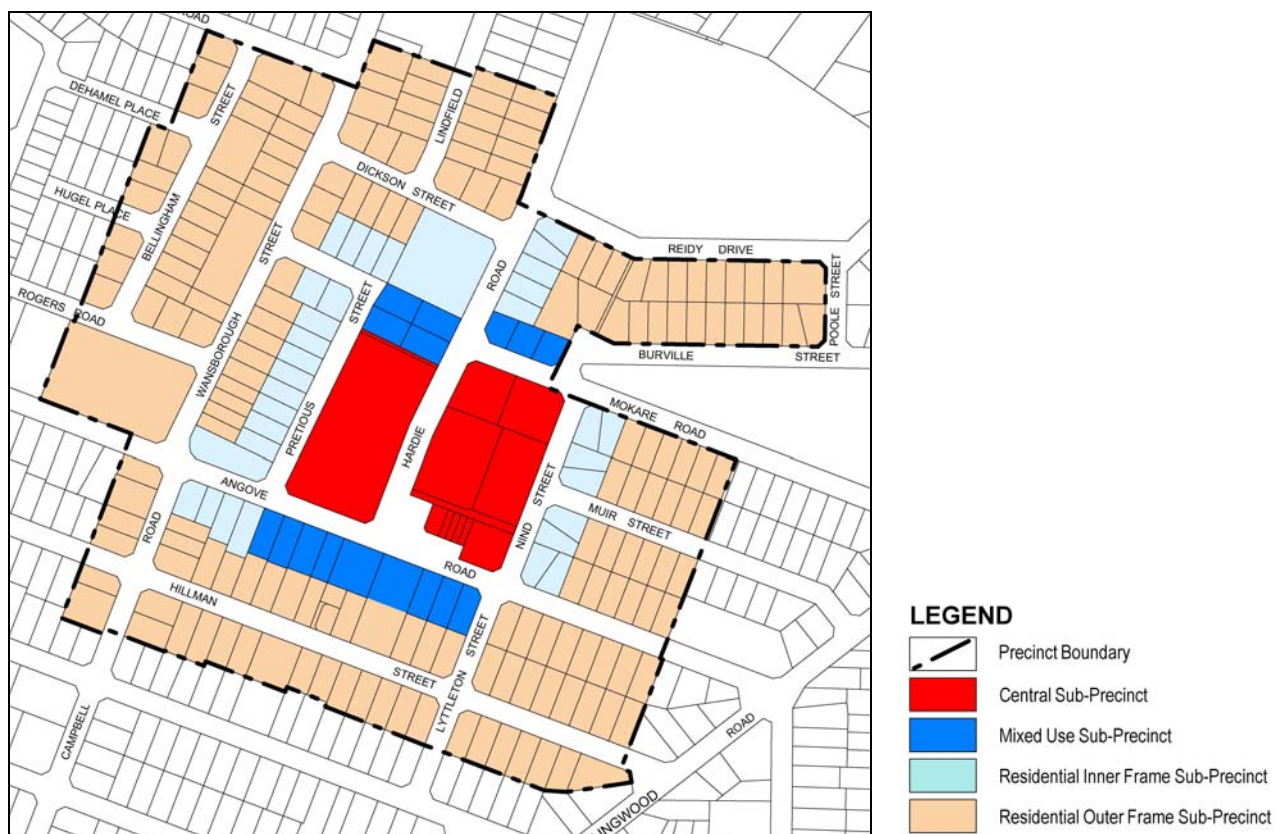 ROAD
DEHAMEL PLACE
STREET
LINDFIELD
DICKSON STREET
HUGEL PLACE
BELLINGHAM
STREET
ROAD
REIDY DRIVE
POOLE STREET
STREET
ROGERS ROAD
WANSBOROUGH
BURVILLE STREET
PRETIOUS
HARDIE
MOKARE ROAD
ANGOVE
STREET
MUIR STREET
ROAD
NIND
ROAD
HILLMAN
STREET
STREET
LYTTLETON
CAMPBELL
ROAD
LINGWOOD
LEGEND
Precinct Boundary
Central Sub-Precinct
Mixed Use Sub-Precinct
Residential Inner Frame Sub-Precinct
Residential Outer Frame Sub-Precinct